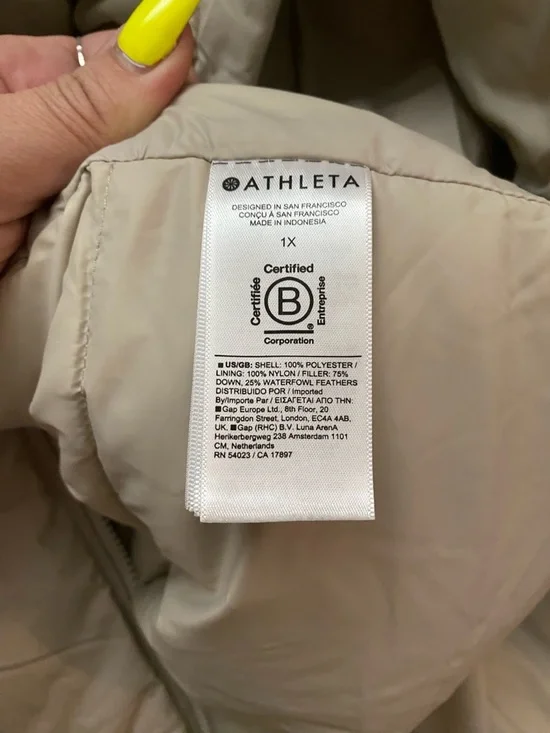 ATHLETA
DESIGNED IN SAN FRANCISCO
CONÇU À SAN FRANCISCO
MADE IN INDONESIA
1X
Certified
Certifiée
B
Entreprise
®
Corporation
■ US/GB: SHELL: 100% POLYESTER /
LINING: 100% NYLON / FILLER: 75%
DOWN, 25% WATERFOWL FEATHERS
DISTRIBUTED PAR / Imported
By/Importe Par / ΕΙΣΑΓΕΤΑΙ ΑΠΟ ΤΗΝ:
■ Gap Europe Ltd., 8th Floor, 20
Farringdon Street, London, EC4A 4AB,
UK, ■ Gap (RHC) B.V. Luna ArenA
Herikerbergweg 238 Amsterdam 1101
CM, Netherlands
RN 54023 / CA 17897